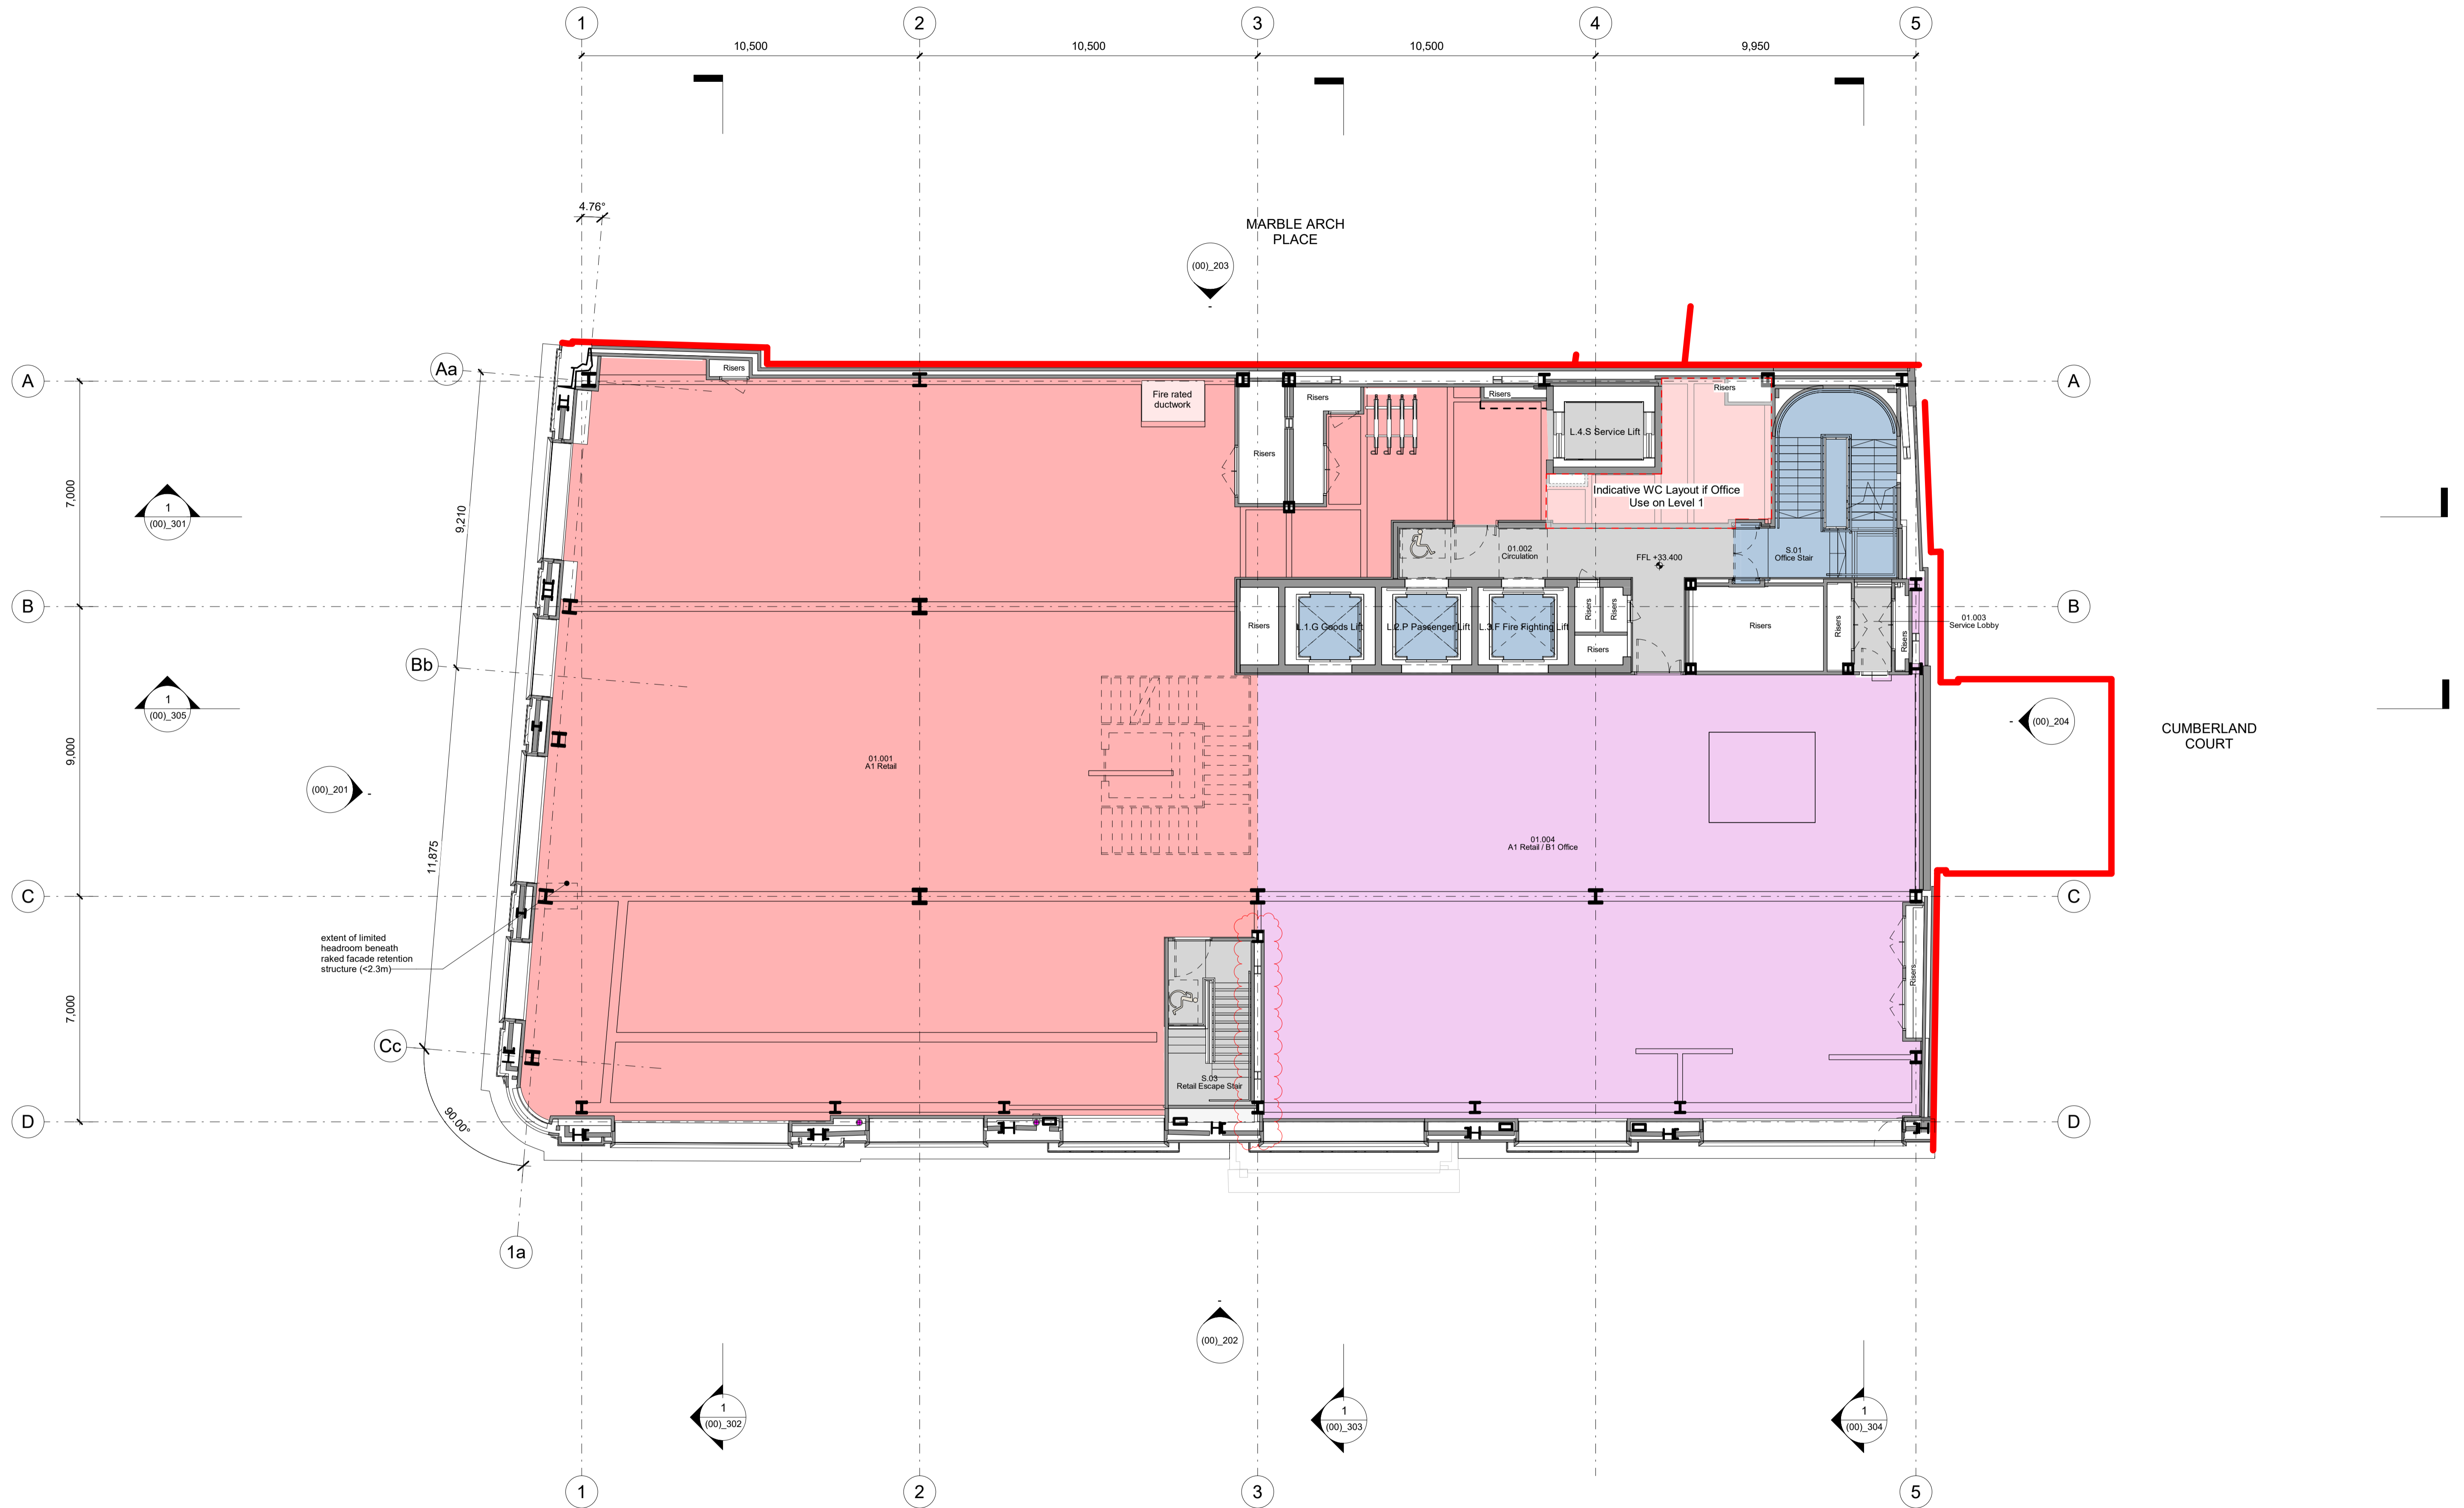 1
2
3
4
5
10,500
10,500
10,500
9,950
4.76°
MARBLE ARCH
PLACE
(00)_203
-
Aa
A
A
Risers
Fire rated
ductwork
Risers
Risers
Risers
L.4.S Service Lift
Risers
7,000
9,210
1
(00)_301
Indicative WC Layout if Office
Use on Level 1
01.002
Circulation
FFL +33.400
S.01
Office Stair
B
B
Risers
L.1.G Goods Lift
L.2.P Passenger Lift
L.3.F Fire Fighting Lift
Risers
Risers
Risers
Risers
Risers
Risers
01.003
Service Lobby
Bb
1
(00)_305
9,000
(00)_201
-
01.001
A1 Retail
-
(00)_204
CUMBERLAND
COURT
01.004
A1 Retail / B1 Office
11,875
C
C
extent of limited
headroom beneath
raked facade retention
structure (<2.3m)
Risers
7,000
Cc
S.03
Retail Escape Stair
D
D
90.00°
1a
-
(00)_202
1
(00)_302
1
(00)_303
1
(00)_304
1
2
3
5